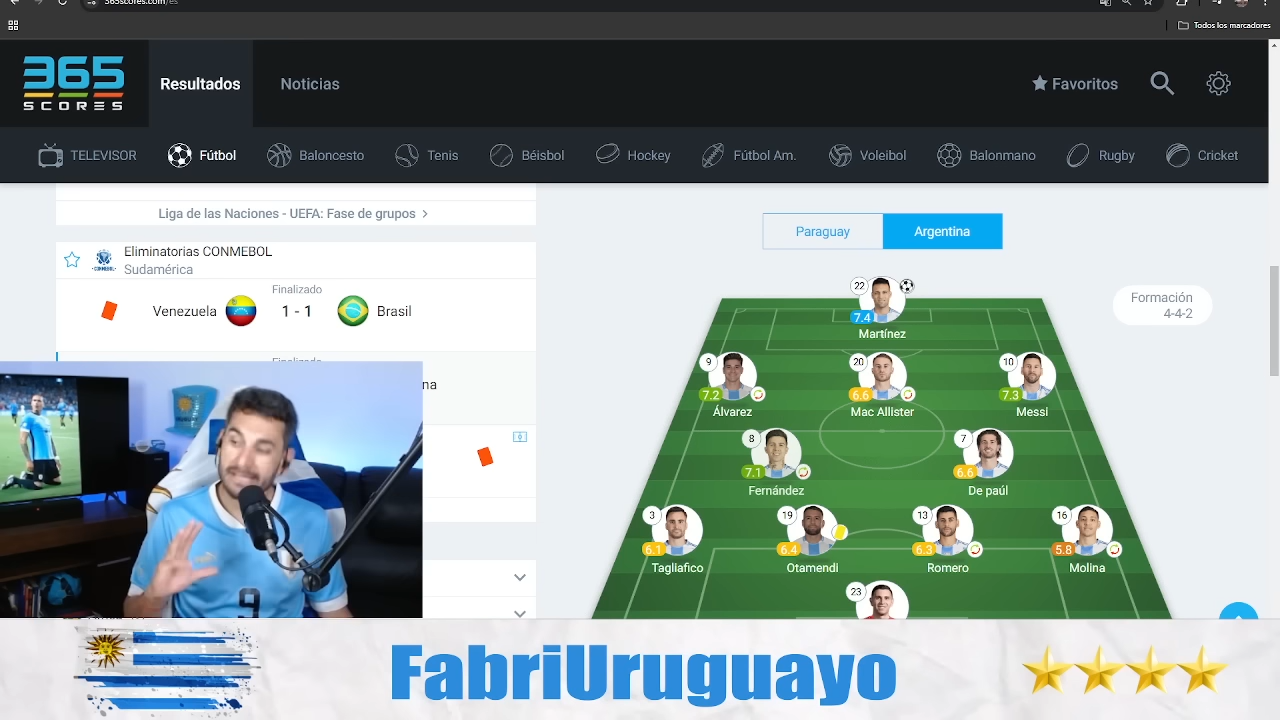 365scores.com/es
Todos los marcadores
365
SCORES
Resultados
Noticias
Favoritos
TELEVISOR
Fútbol
Baloncesto
Tenis
Béisbol
Hockey
Fútbol Am.
Voleibol
Balonmano
Rugby
Cricket
Liga de las Naciones - UEFA: Fase de grupos
Eliminatorias CONMEBOL
Sudamérica
Finalizado
Venezuela
1 - 1
Brasil
Finalizado
na
Paraguay
Argentina
Formación
4-4-2
22
7.4
Martínez
9
7.2
Álvarez
20
6.6
Mac Allister
10
7.3
Messi
8
7.1
Fernández
7
6.6
De paúl
3
6.1
Tagliafico
19
6.4
Otamendi
13
6.3
Romero
16
5.8
Molina
23
9
FabriUruguayo